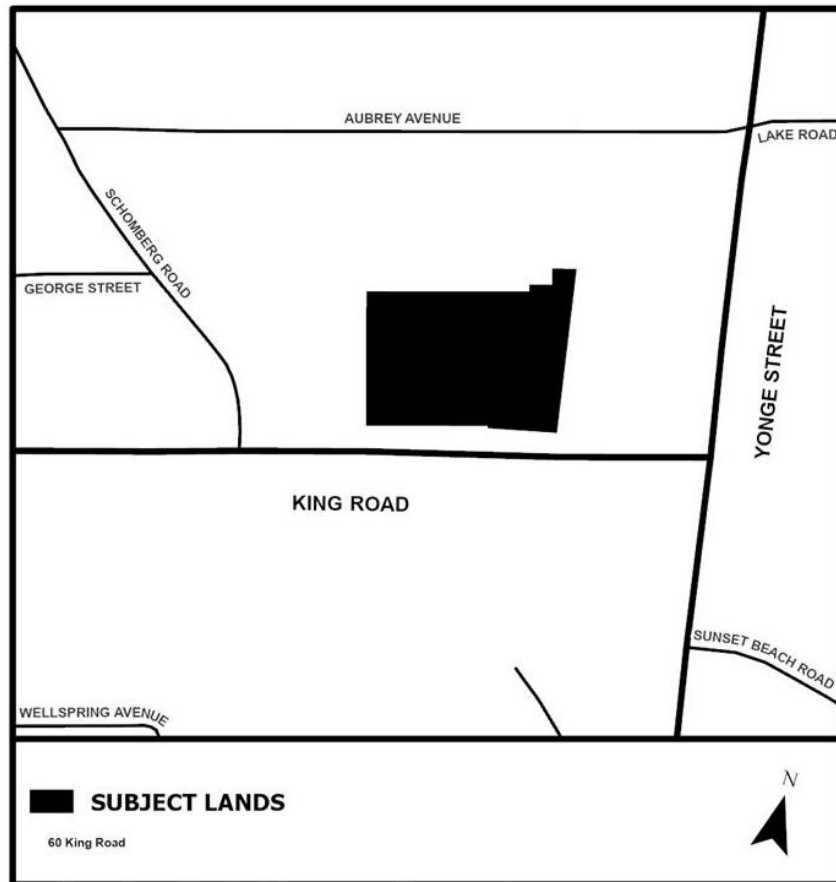 AUBREY AVENUE
LAKE ROAD
SCHOMBERG ROAD
GEORGE STREET
YONGE STREET
KING ROAD
SUNSET BEACH ROAD
WELLSPRING AVENUE
N
SUBJECT LANDS
60 King Road